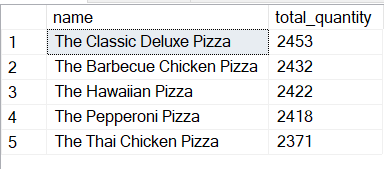 name total_quantity
1 The Classic Deluxe Pizza 2453
2 The Barbecue Chicken Pizza 2432
3 The Hawaiian Pizza 2422
4 The Pepperoni Pizza 2418
5 The Thai Chicken Pizza 2371